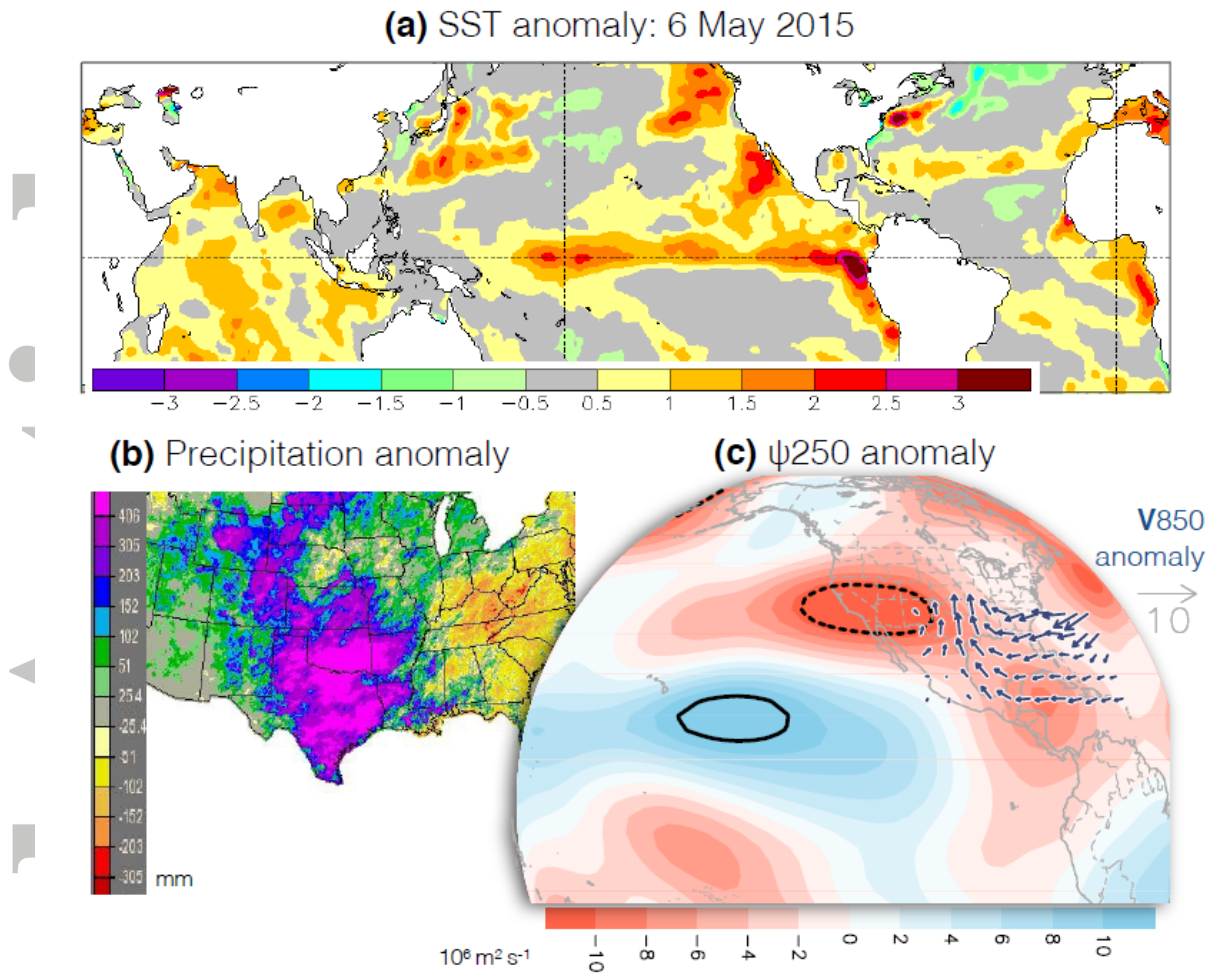 (a) SST anomaly: 6 May 2015
−3 −2.5 −2 −1.5 −1 −0.5 0.5 1 1.5 2 2.5 3
(b) Precipitation anomaly
406
305
203
152
102
51
25.4
-25.4
-51
-102
-152
-203
-305
mm
(c) ψ250 anomaly
V850
anomaly
10
−10 −8 −6 −4 −2 0 2 4 6 8 10
10⁶ m² s⁻¹